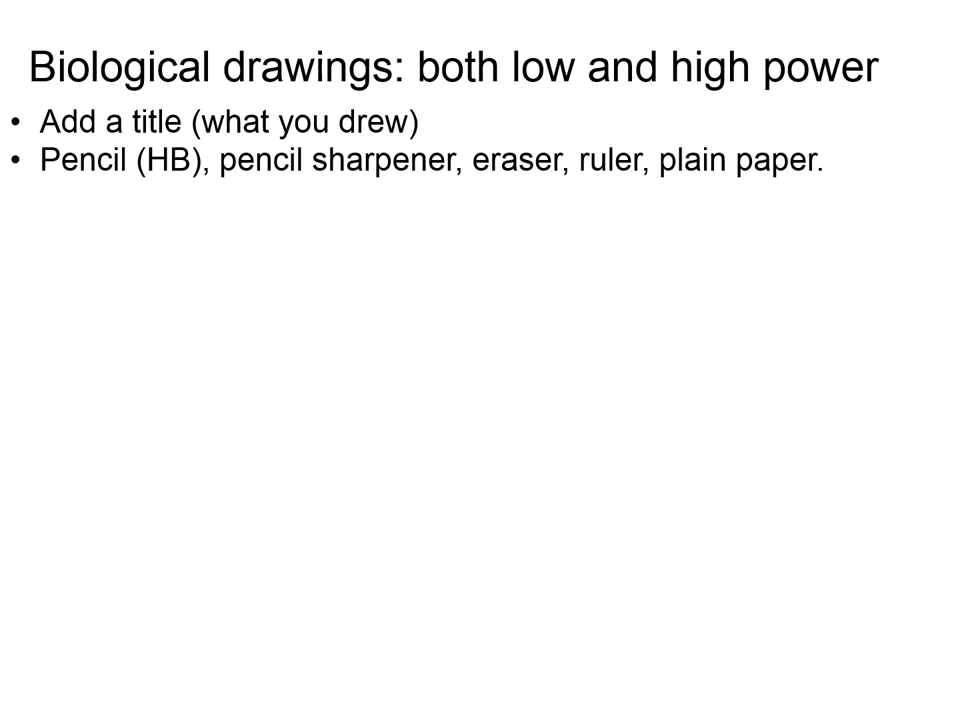 Biological drawings: both low and high power
• Add a title (what you drew)
• Pencil (HB), pencil sharpener, eraser, ruler, plain paper.